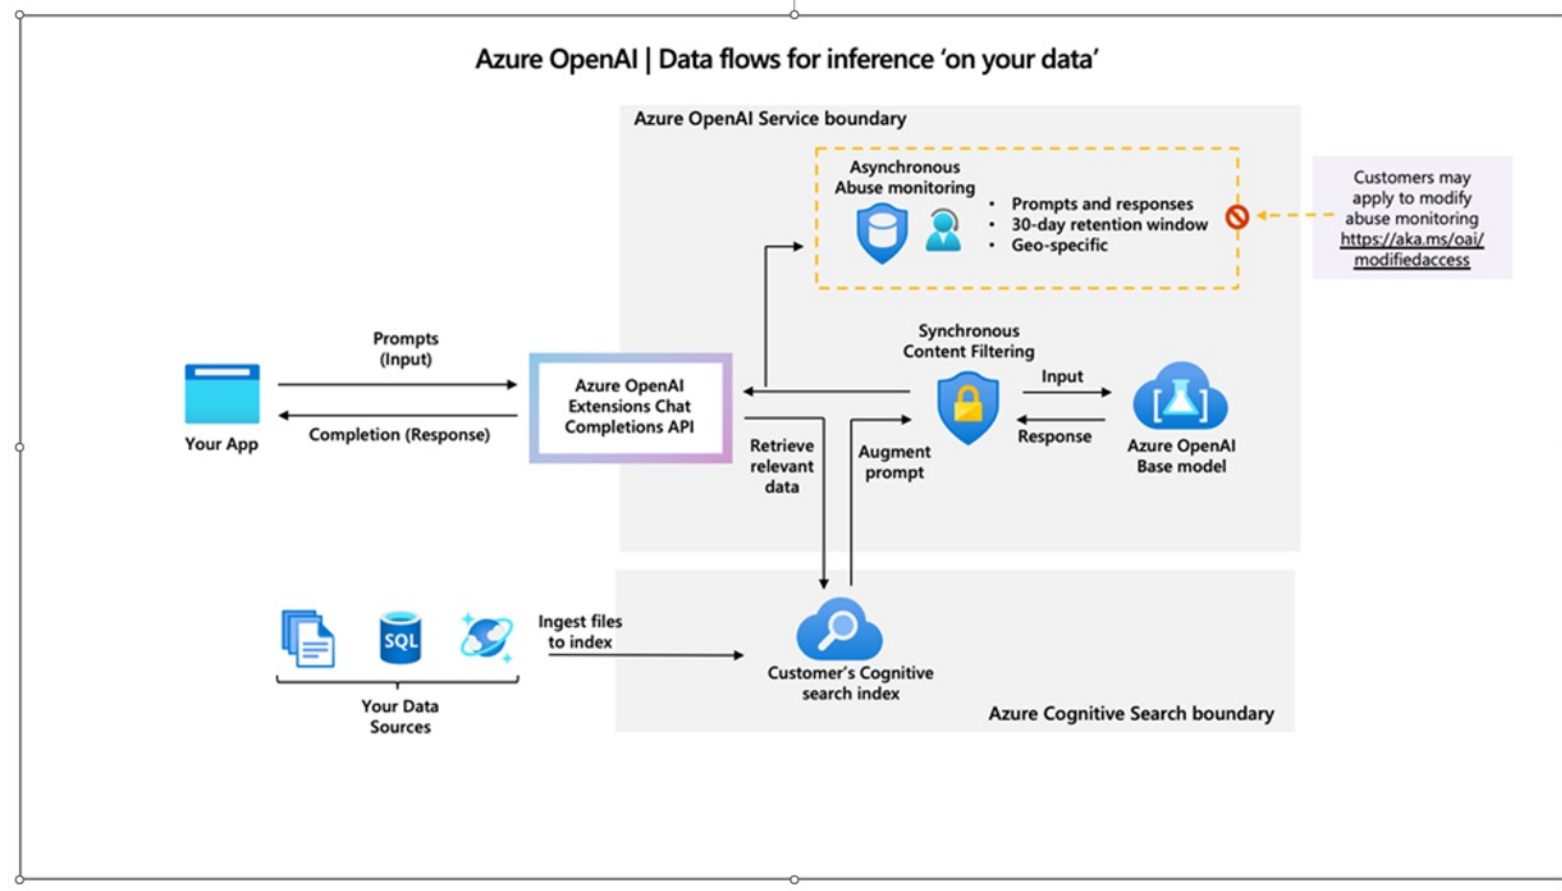 Azure OpenAI | Data flows for inference ‘on your data’
Azure OpenAI Service boundary
Asynchronous
Abuse monitoring
• Prompts and responses
• 30-day retention window
• Geo-specific
Customers may
apply to modify
abuse monitoring
https://aka.ms/oai/
modifiedaccess
Prompts
(Input)
Your App
Completion (Response)
Azure OpenAI
Extensions Chat
Completions API
Synchronous
Content Filtering
Input
Response
Azure OpenAI
Base model
Retrieve
relevant
data
Augment
prompt
SQL
Your Data
Sources
Ingest files
to index
Customer’s Cognitive
search index
Azure Cognitive Search boundary